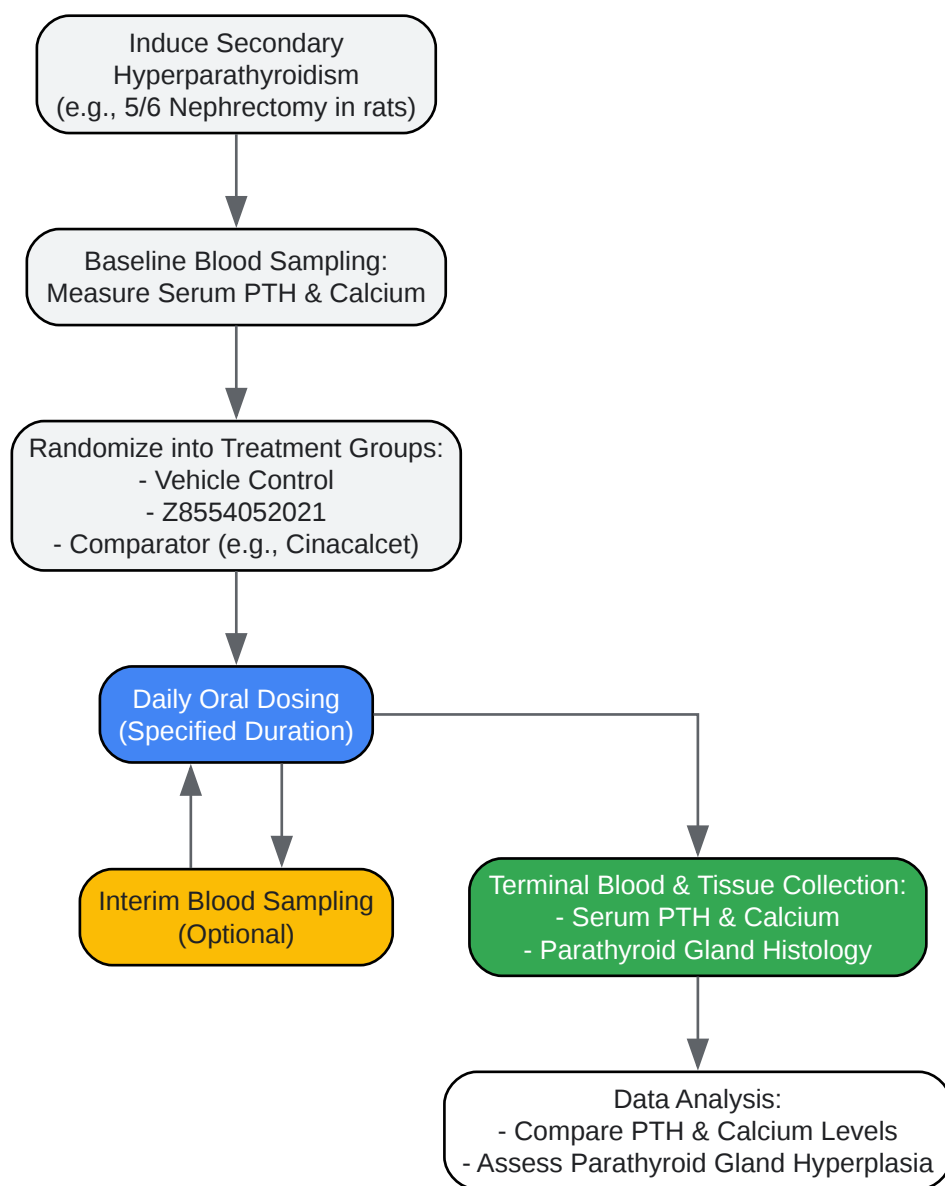 Induce Secondary
Hyperparathyroidism
(e.g., 5/6 Nephrectomy in rats)
Baseline Blood Sampling:
Measure Serum PTH & Calcium
Randomize into Treatment Groups:
- Vehicle Control
- Z8554052021
- Comparator (e.g., Cinacalcet)
Daily Oral Dosing
(Specified Duration)
Interim Blood Sampling
(Optional)
Terminal Blood & Tissue Collection:
- Serum PTH & Calcium
- Parathyroid Gland Histology
Data Analysis:
- Compare PTH & Calcium Levels
- Assess Parathyroid Gland Hyperplasia